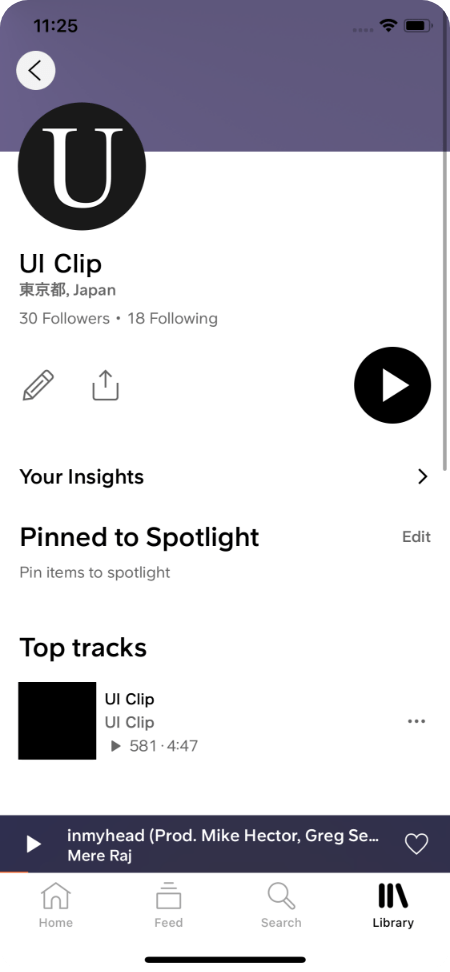 11:25
U
UI Clip
東京都, Japan
30 Followers • 18 Following
Your Insights
Pinned to Spotlight
Edit
Pin items to spotlight
Top tracks
UI Clip
UI Clip
581 · 4:47
inmyhead (Prod. Mike Hector, Greg Se...
Mere Raj
Home
Feed
Search
Library